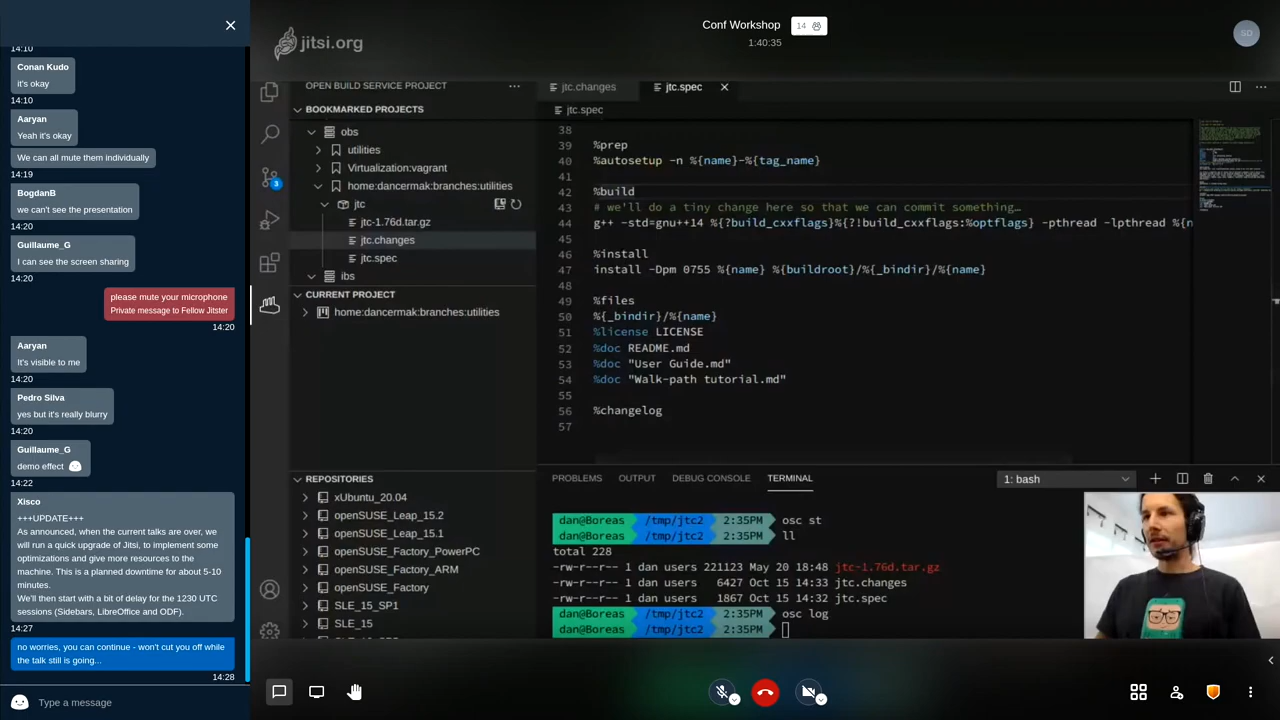 14:10
Conan Kudo
it's okay
14:10
Aaryan
Yeah it's okay
We can all mute them individually
14:19
BogdanB
we can't see the presentation
14:20
Guillaume_G
I can see the screen sharing
14:20
please mute your microphone
Private message to Fellow Jitster
14:20
Aaryan
It's visible to me
14:20
Pedro Silva
yes but it's really blurry
14:20
Guillaume_G
demo effect
14:22
Xisco
+++UPDATE+++
As announced, when the current talks are over, we
will run a quick upgrade of Jitsi, to implement some
optimizations and give more resources to the
machine. This is a planned downtime for about 5-10
minutes.
We'll then start with a bit of delay for the 1230 UTC
sessions (Sidebars, LibreOffice and ODF).
14:27
no worries, you can continue - won't cut you off while
the talk still is going...
14:28
Type a message
jitsi.org
Conf Workshop
14
1:40:35
SD
OPEN BUILD SERVICE PROJECT
BOOKMARKED PROJECTS
obs
utilities
Virtualization:vagrant
home:dancermak:branches:utilities
jtc
jtc-1.76d.tar.gz
jtc.changes
jtc.spec
ibs
CURRENT PROJECT
home:dancermak:branches:utilities
REPOSITORIES
xUbuntu_20.04
openSUSE_Leap_15.2
openSUSE_Leap_15.1
openSUSE_Factory_PowerPC
openSUSE_Factory_ARM
openSUSE_Factory
SLE_15_SP1
SLE_15
3
jtc.changes
jtc.spec
jtc.spec
38
39 %prep
40 %autosetup -n %{name}-%{tag_name}
41
42 %build
43 # we'll do a tiny change here so that we can commit something…
44 g++ -std=gnu++14 %{?build_cxxflags}%{?!build_cxxflags:%optflags} -pthread -lpthread %{n
45
46 %install
47 install -Dpm 0755 %{name} %{buildroot}/%{_bindir}/%{name}
48
49 %files
50 %{_bindir}/%{name}
51 %license LICENSE
52 %doc README.md
53 %doc "User Guide.md"
54 %doc "Walk-path tutorial.md"
55
56 %changelog
57
PROBLEMS OUTPUT DEBUG CONSOLE TERMINAL
1: bash
dan@Boreas /tmp/jtc2 2:35PM osc st
dan@Boreas /tmp/jtc2 2:35PM ll
total 228
-rw-r--r-- 1 dan users 221123 May 20 18:48 jtc-1.76d.tar.gz
-rw-r--r-- 1 dan users 6427 Oct 15 14:33 jtc.changes
-rw-r--r-- 1 dan users 1867 Oct 15 14:32 jtc.spec
dan@Boreas /tmp/jtc2 2:35PM osc log
dan@Boreas /tmp/jtc2 2:35PM